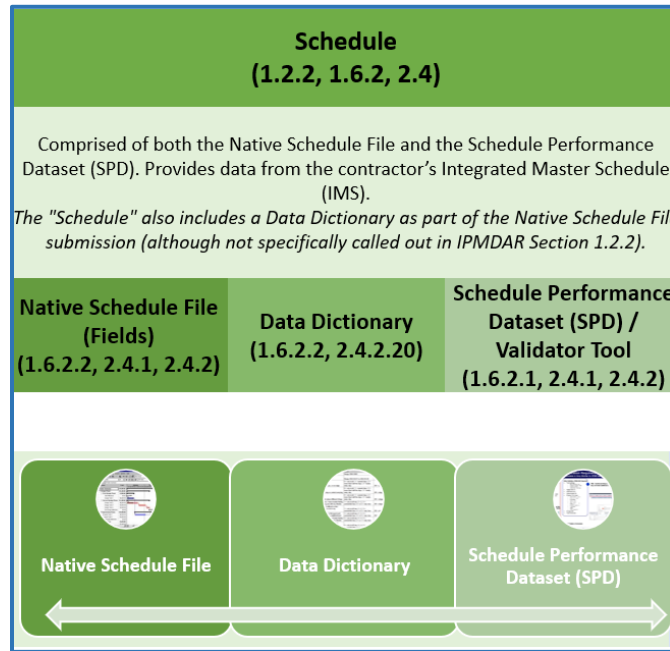 Schedule
(1.2.2, 1.6.2, 2.4)
Comprised of both the Native Schedule File and the Schedule Performance
Dataset (SPD). Provides data from the contractor’s Integrated Master Schedule
(IMS).
The "Schedule" also includes a Data Dictionary as part of the Native Schedule Fil
submission (although not specifically called out in IPMDAR Section 1.2.2).
Native Schedule File
(Fields)
(1.6.2.2, 2.4.1, 2.4.2)
Data Dictionary
(1.6.2.2, 2.4.2.20)
Schedule Performance
Dataset (SPD) /
Validator Tool
(1.6.2.1, 2.4.1, 2.4.2)
Native Schedule File
Data Dictionary
Schedule Performance
Dataset (SPD)